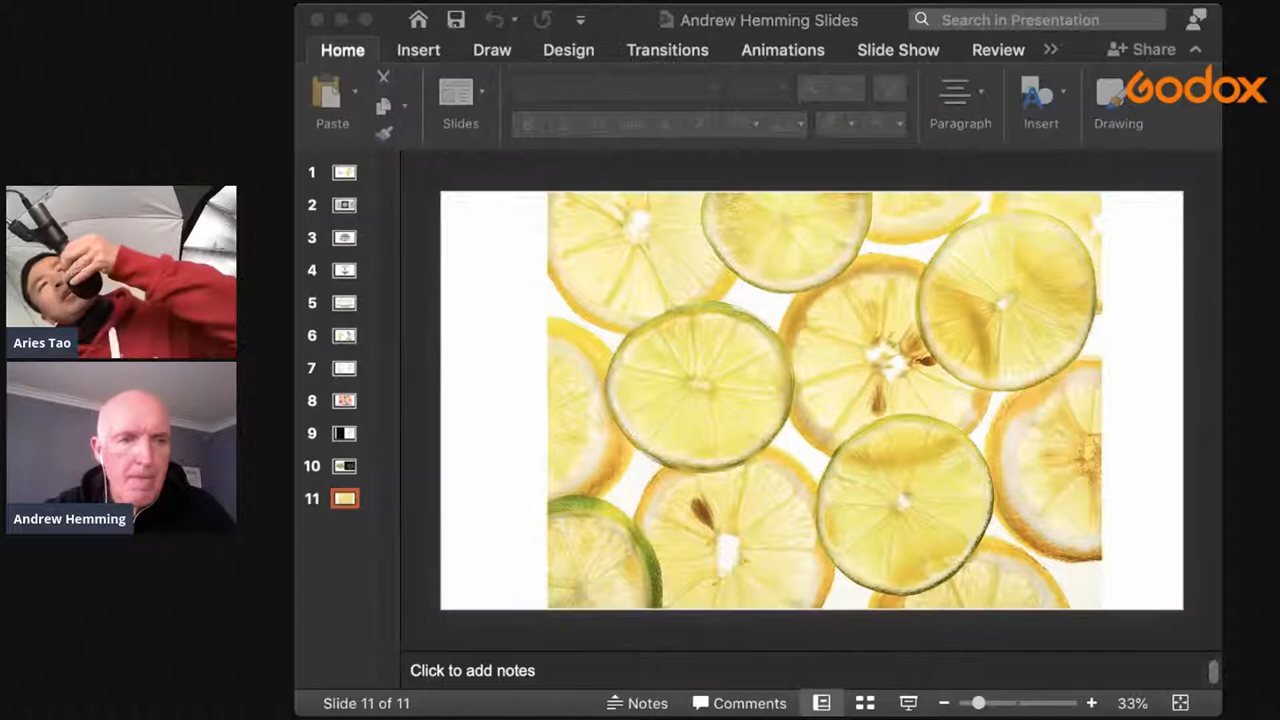 Andrew Hemming Slides
Search in Presentation
Home Insert Draw Design Transitions Animations Slide Show Review Share
Godox
Paste Slides Paragraph Insert Drawing
1
2
3
4
5
6
7
8
9
10
11
Aries Tao
Andrew Hemming
Click to add notes
Slide 11 of 11 Notes Comments 33%